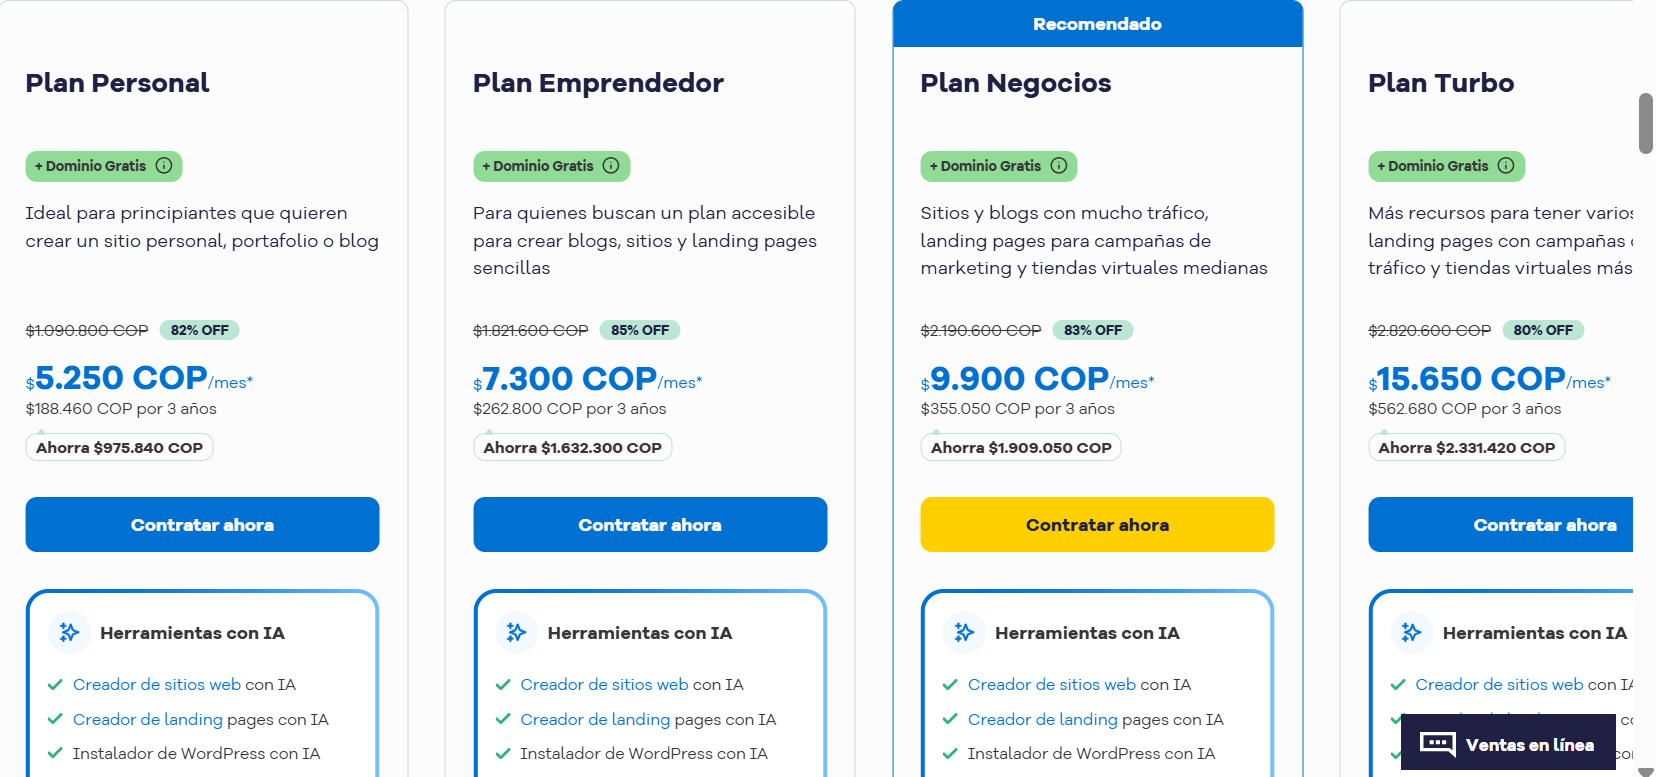 Plan Personal
+ Dominio Gratis
Ideal para principiantes que quieren
crear un sitio personal, portafolio o blog
$1.090.800 COP 82% OFF
$5.250 COP/mes*
$188.460 COP por 3 años
Ahorra $975.840 COP
Contratar ahora
Herramientas con IA
Creador de sitios web con IA
Creador de landing pages con IA
Instalador de WordPress con IA
Plan Emprendedor
+ Dominio Gratis
Para quienes buscan un plan accesible
para crear blogs, sitios y landing pages
sencillas
$1.821.600 COP 85% OFF
$7.300 COP/mes*
$262.800 COP por 3 años
Ahorra $1.632.300 COP
Contratar ahora
Herramientas con IA
Creador de sitios web con IA
Creador de landing pages con IA
Instalador de WordPress con IA
Recomendado
Plan Negocios
+ Dominio Gratis
Sitios y blogs con mucho tráfico,
landing pages para campañas de
marketing y tiendas virtuales medianas
$2.190.600 COP 83% OFF
$9.900 COP/mes*
$355.050 COP por 3 años
Ahorra $1.909.050 COP
Contratar ahora
Herramientas con IA
Creador de sitios web con IA
Creador de landing pages con IA
Instalador de WordPress con IA
Plan Turbo
+ Dominio Gratis
Más recursos para tener varios
landing pages con campañas
tráfico y tiendas virtuales más
$2.820.600 COP 80% OFF
$15.650 COP/mes*
$562.680 COP por 3 años
Ahorra $2.331.420 COP
Contratar ahora
Herramientas con IA
Creador de sitios web con IA
Ventas en línea